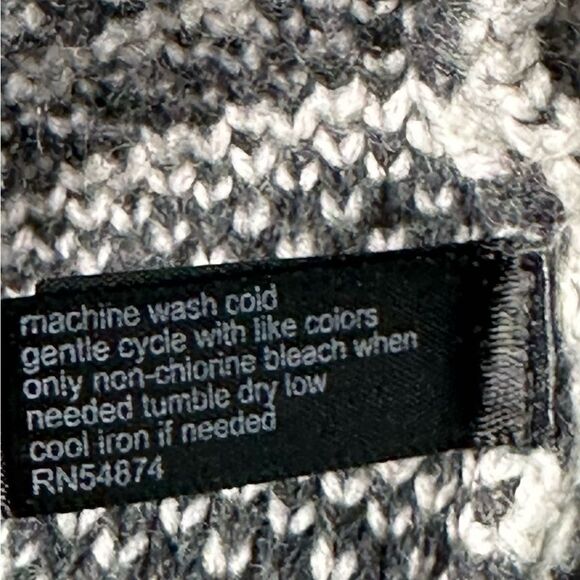 machine wash cold
gentle cycle with like colors
only non-chlorine bleach when
needed tumble dry low
cool iron if needed
RN54874